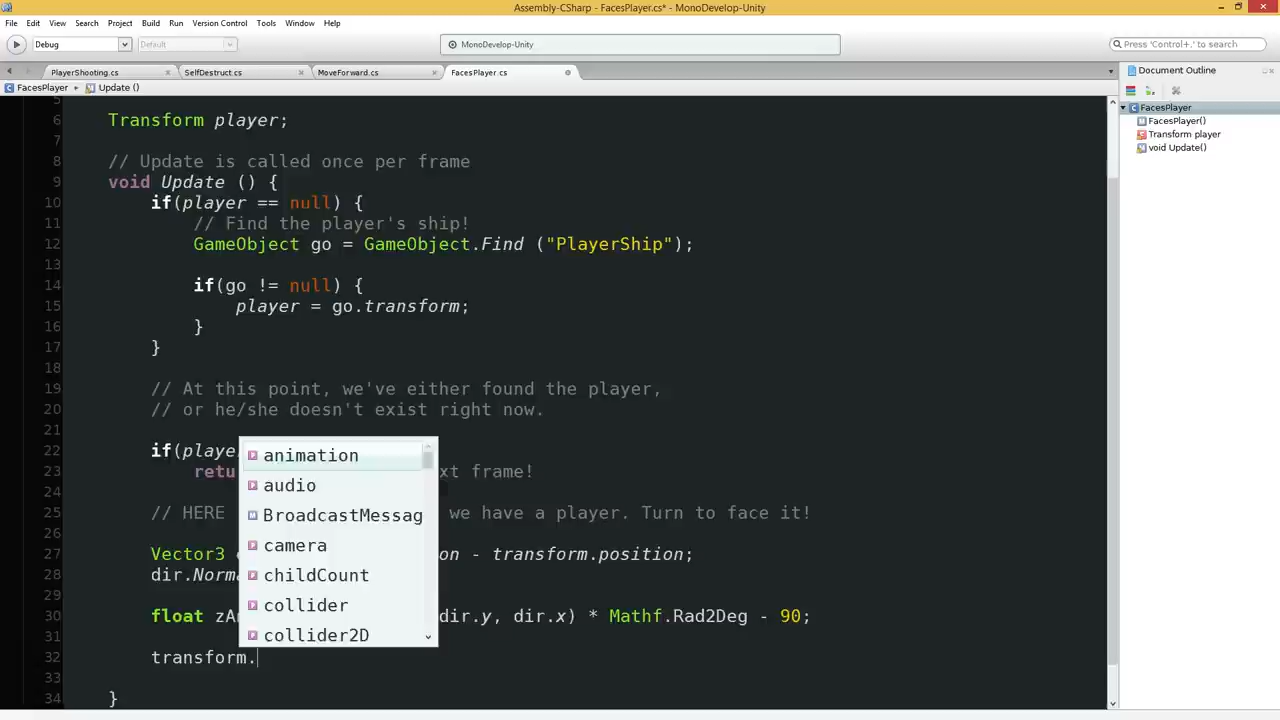 Assembly-CSharp - FacesPlayer.cs* - MonoDevelop-Unity
File Edit View Search Project Build Run Version Control Tools Window Help
Debug Default MonoDevelop-Unity Press 'Control+,' to search
PlayerShooting.cs SelfDestruct.cs MoveForward.cs FacesPlayer.cs
FacesPlayer Update ()
5
6 Transform player;
7
8 // Update is called once per frame
9 void Update () {
10 if(player == null) {
11 // Find the player's ship!
12 GameObject go = GameObject.Find ("PlayerShip");
13
14 if(go != null) {
15 player = go.transform;
16 }
17 }
18
19 // At this point, we've either found the player,
20 // or he/she doesn't exist right now.
21
22 if(playe
23 retu xt frame!
24
25 // HERE we have a player. Turn to face it!
26
27 Vector3 on - transform.position;
28 dir.Norma
29
30 float zA dir.y, dir.x) * Mathf.Rad2Deg - 90;
31
32 transform.
33
34 }
animation
audio
BroadcastMessag
camera
childCount
collider
collider2D
Document Outline
FacesPlayer
FacesPlayer()
Transform player
void Update()